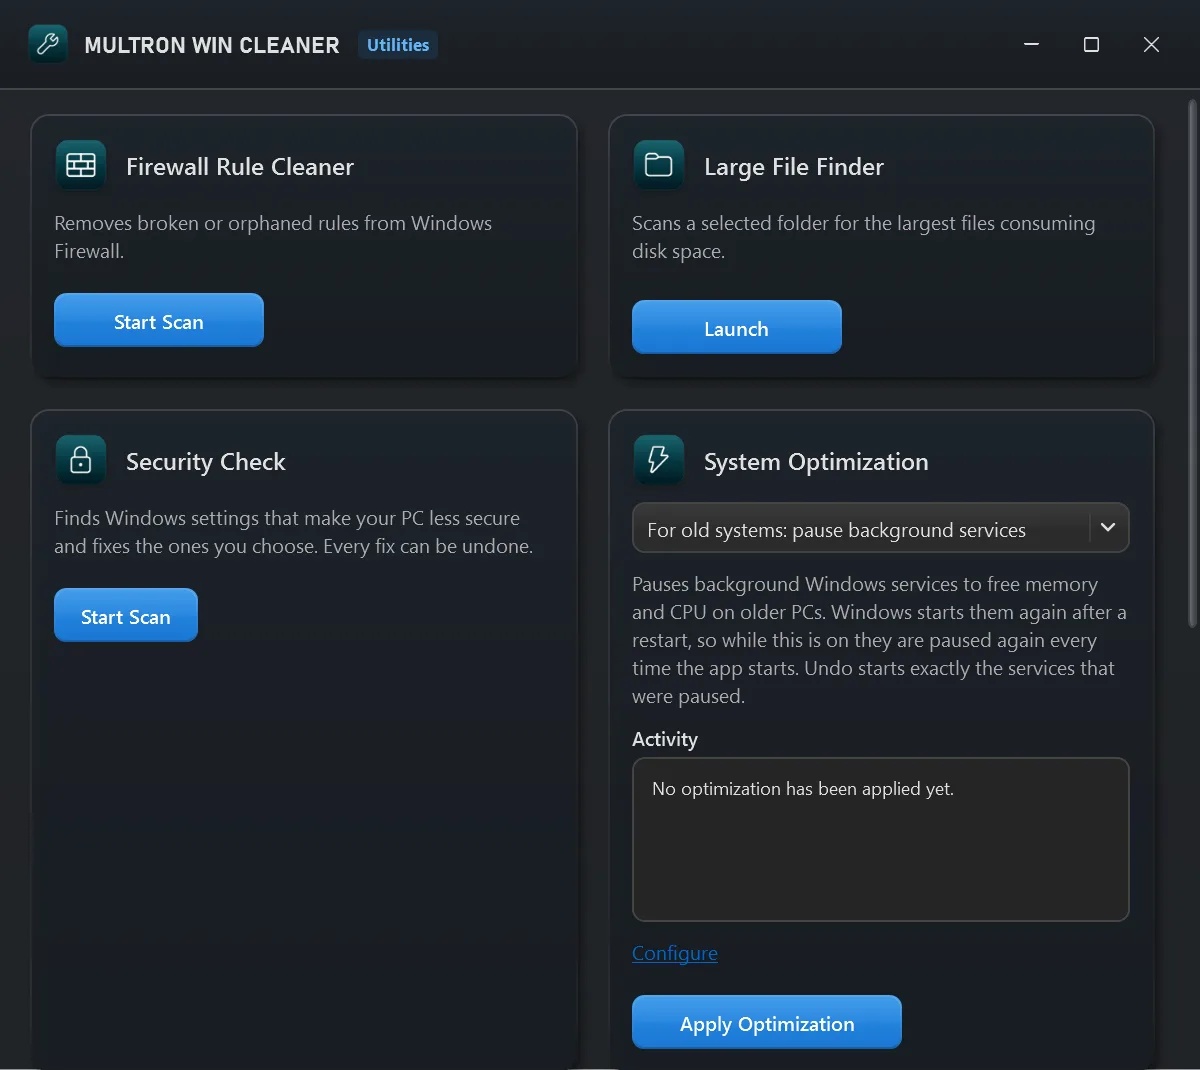 MULTRON WIN CLEANER Utilities
Firewall Rule Cleaner
Removes broken or orphaned rules from Windows
Firewall.
Start Scan
Large File Finder
Scans a selected folder for the largest files consuming
disk space.
Launch
Security Check
Finds Windows settings that make your PC less secure
and fixes the ones you choose. Every fix can be undone.
Start Scan
System Optimization
For old systems: pause background services
Pauses background Windows services to free memory
and CPU on older PCs. Windows starts them again after a
restart, so while this is on they are paused again every
time the app starts. Undo starts exactly the services that
were paused.
Activity
No optimization has been applied yet.
Configure
Apply Optimization